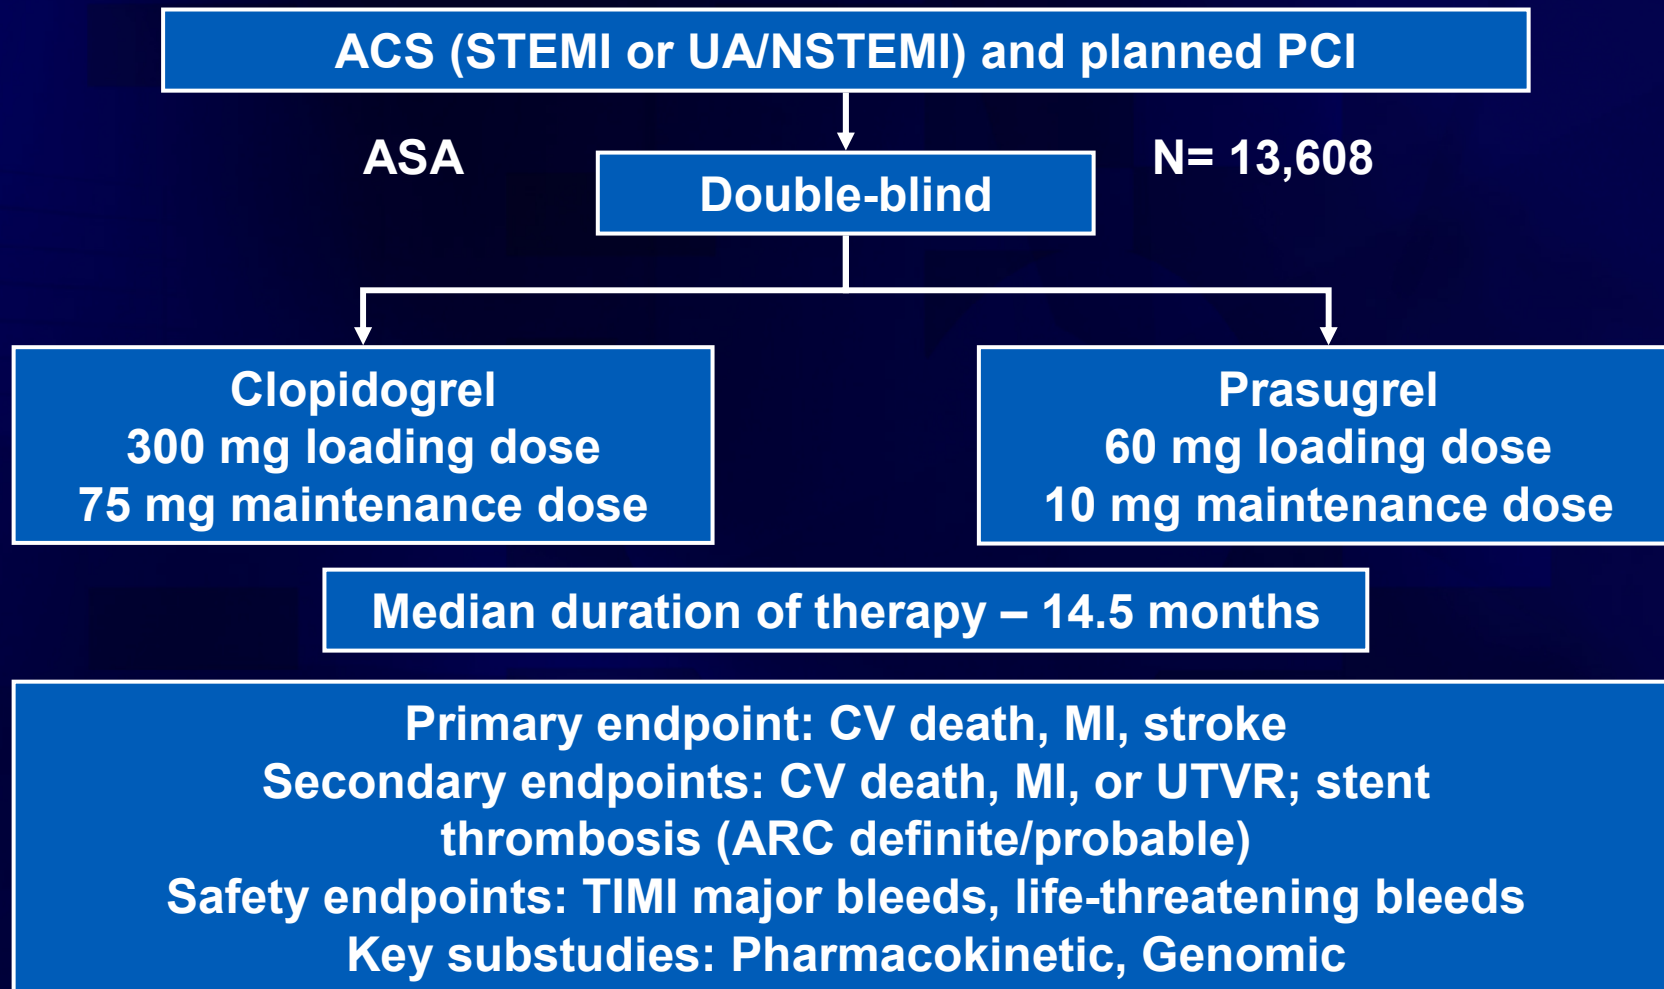 ACS (STEMI or UA/NSTEMI) and planned PCI
ASA
N= 13,608
Double-blind
Clopidogrel
300 mg loading dose
75 mg maintenance dose
Prasugrel
60 mg loading dose
10 mg maintenance dose
Median duration of therapy – 14.5 months
Primary endpoint: CV death, MI, stroke
Secondary endpoints: CV death, MI, or UTVR; stent
thrombosis (ARC definite/probable)
Safety endpoints: TIMI major bleeds, life-threatening bleeds
Key substudies: Pharmacokinetic, Genomic